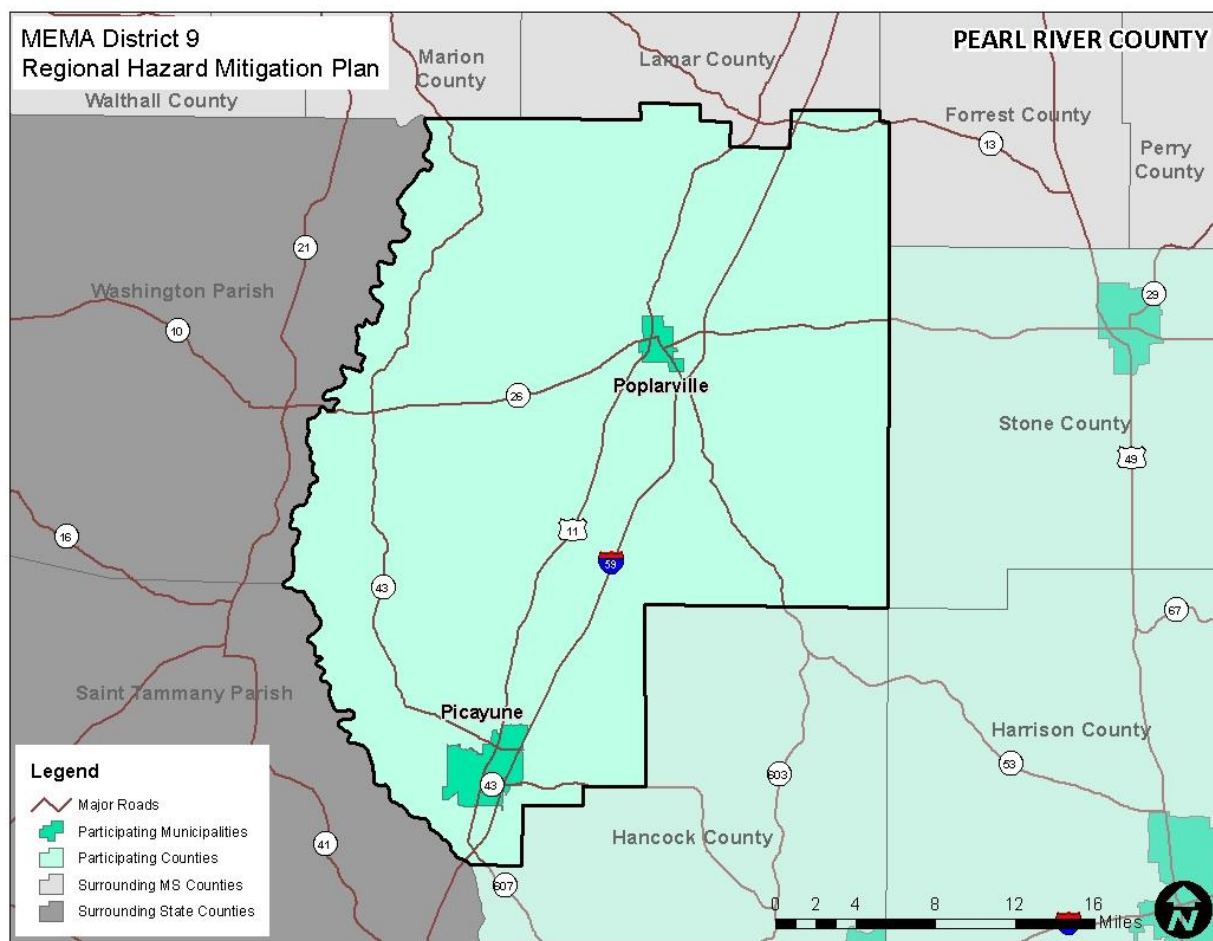 MEMA District 9
Regional Hazard Mitigation Plan
PEARL RIVER COUNTY
Marion
County
Lamar County
Walthall County
Forrest County
13
Perry
County
21
Washington Parish
10
29
Poplarville
26
Stone County
49
11
16
59
43
67
Saint Tammany Parish
Picayune
Harrison County
53
603
43
Hancock County
41
607
Legend
Major Roads
Participating Municipalities
Participating Counties
Surrounding MS Counties
Surrounding State Counties
0 2 4 8 12 16
Miles
N